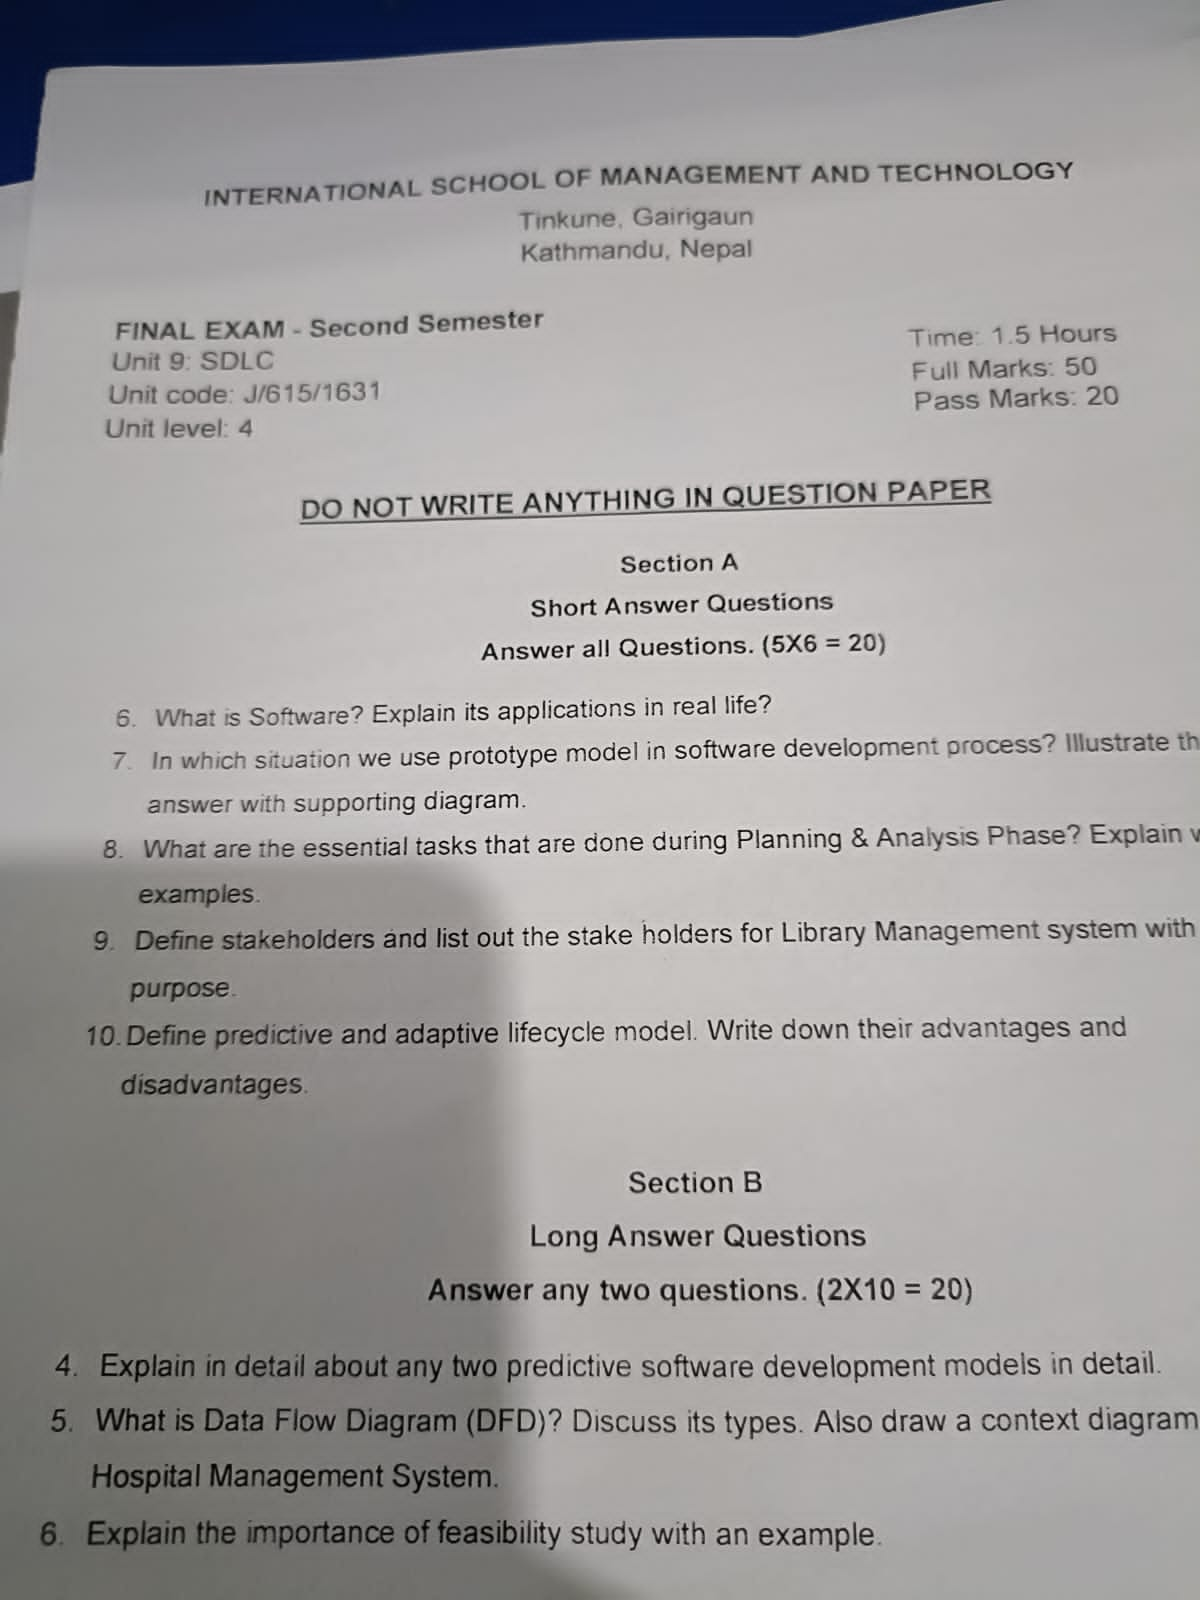 INTERNATIONAL SCHOOL OF MANAGEMENT AND TECHNOLOGY
Tinkune, Gairigaun
Kathmandu, Nepal
FINAL EXAM - Second Semester
Unit 9: SDLC
Unit code: J/615/1631
Unit level: 4
Time: 1.5 Hours
Full Marks: 50
Pass Marks: 20
DO NOT WRITE ANYTHING IN QUESTION PAPER
Section A
Short Answer Questions
Answer all Questions. (5X6 = 20)
6. What is Software? Explain its applications in real life?
7. In which situation we use prototype model in software development process? Illustrate
answer with supporting diagram.
8. What are the essential tasks that are done during Planning & Analysis Phase? Explain
examples.
9. Define stakeholders and list out the stake holders for Library Management system with
purpose.
10. Define predictive and adaptive lifecycle model. Write down their advantages and
disadvantages.
Section B
Long Answer Questions
Answer any two questions. (2X10 = 20)
4. Explain in detail about any two predictive software development models in detail.
5. What is Data Flow Diagram (DFD)? Discuss its types. Also draw a context diagram
Hospital Management System.
6. Explain the importance of feasibility study with an example.